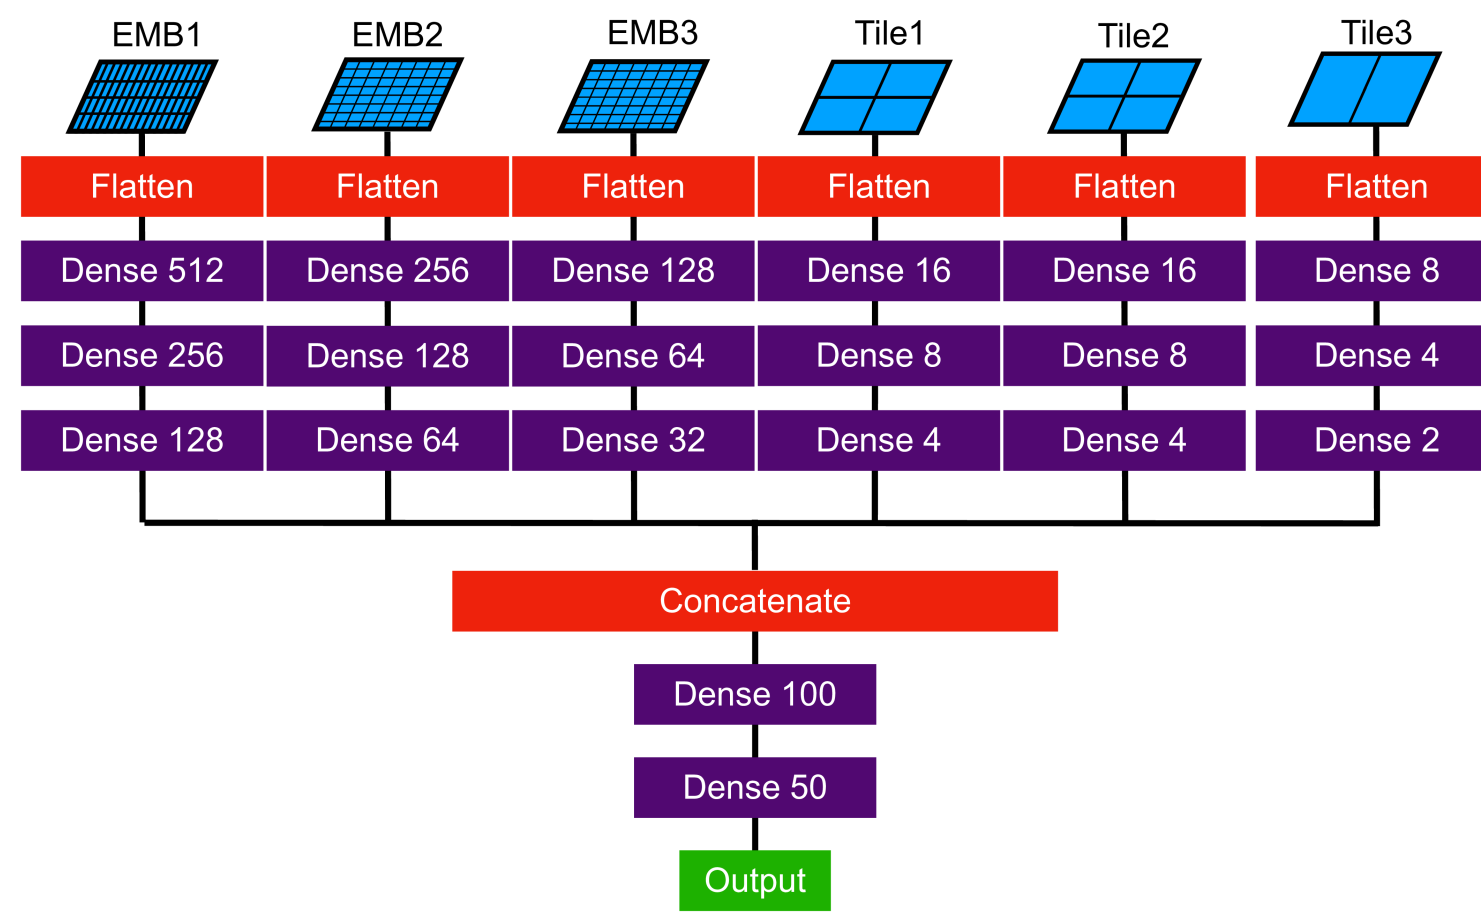 EMB1 EMB2 EMB3 Tile1 Tile2 Tile3
Flatten Flatten Flatten Flatten Flatten Flatten
Dense 512 Dense 256 Dense 128 Dense 16 Dense 16 Dense 8
Dense 256 Dense 128 Dense 64 Dense 8 Dense 8 Dense 4
Dense 128 Dense 64 Dense 32 Dense 4 Dense 4 Dense 2
Concatenate
Dense 100
Dense 50
Output